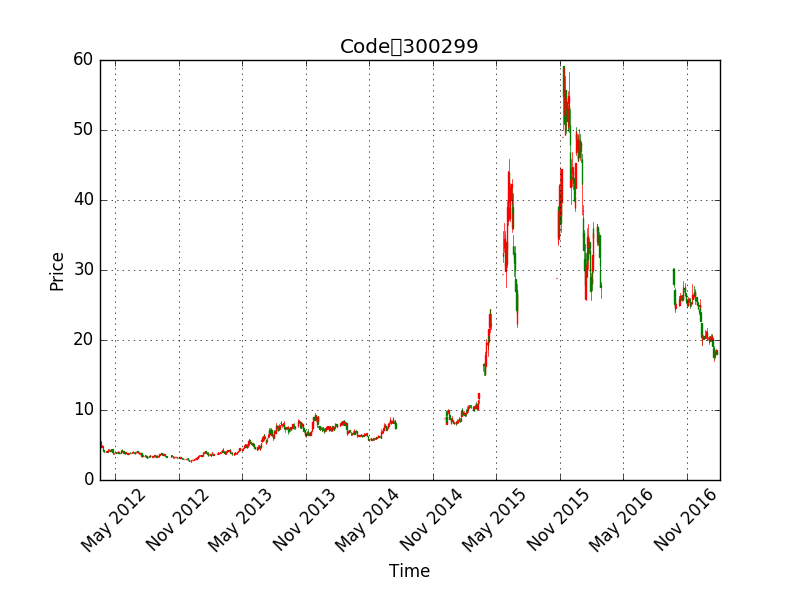 Code▯300299
60
50
40
30
20
10
0
Price
May 2012
Nov 2012
May 2013
Nov 2013
May 2014
Nov 2014
May 2015
Nov 2015
May 2016
Nov 2016
Time